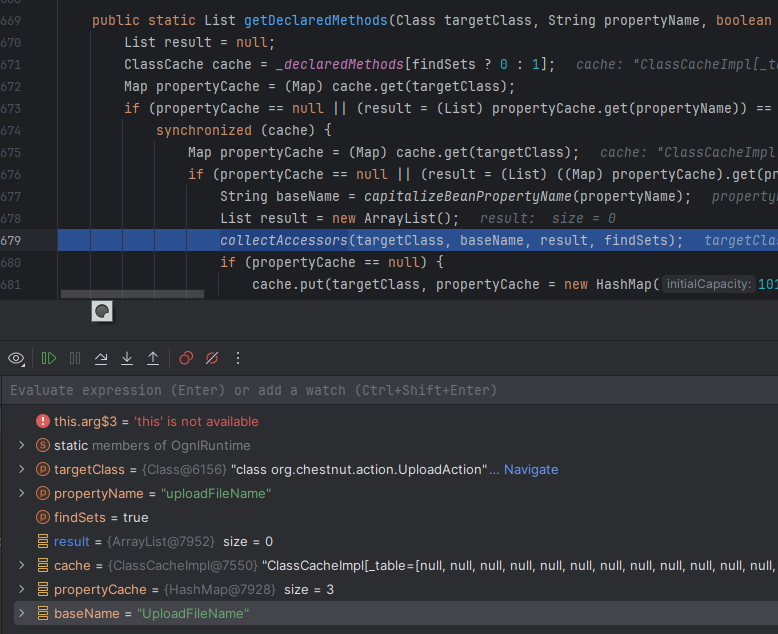 669 public static List getDeclaredMethods(Class targetClass, String propertyName, boolean
670 List result = null;
671 ClassCache cache = _declaredMethods[findSets ? 0 : 1]; cache: "ClassCacheImpl[_ta
672 Map propertyCache = (Map) cache.get(targetClass);
673 if (propertyCache == null || (result = (List) propertyCache.get(propertyName)) ==
674 synchronized (cache) {
675 Map propertyCache = (Map) cache.get(targetClass); cache: "ClassCacheImpl
676 if (propertyCache == null || (result = (List) ((Map) propertyCache).get(pr
677 String baseName = capitalizeBeanPropertyName(propertyName); property
678 List result = new ArrayList(); result: size = 0
679 collectAccessors(targetClass, baseName, result, findSets); targetClas
680 if (propertyCache == null) {
681 cache.put(targetClass, propertyCache = new HashMap( initialCapacity: 101
Evaluate expression (Enter) or add a watch (Ctrl+Shift+Enter)
this.arg$3 = 'this' is not available
static members of OgnlRuntime
targetClass = {Class@6156} "class org.chestnut.action.UploadAction"... Navigate
propertyName = "uploadFileName"
findSets = true
result = {ArrayList@7952} size = 0
cache = {ClassCacheImpl@7550} "ClassCacheImpl[_table=[null, null, null, null, null, null, null, null, null, null, null, null,
propertyCache = {HashMap@7928} size = 3
baseName = "UploadFileName"